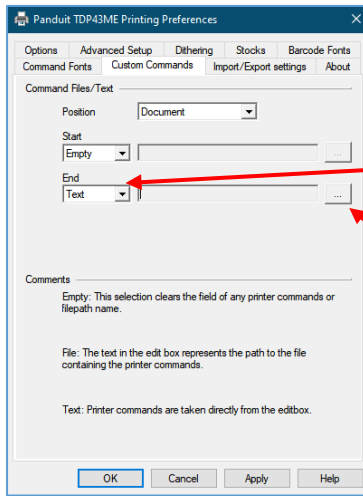 Panduit TDP43ME Printing Preferences
Options Advanced Setup Dithering Stocks Barcode Fonts
Command Fonts Custom Commands Import/Export settings About
Command Files/Text
Position Document
Start
Empty ...
End
Text ...
Comments
Empty: This selection clears the field of any printer commands or
filepath name.
File: The text in the edit box represents the path to the file
containing the printer commands.
Text: Printer commands are taken directly from the editbox.
OK Cancel Apply Help